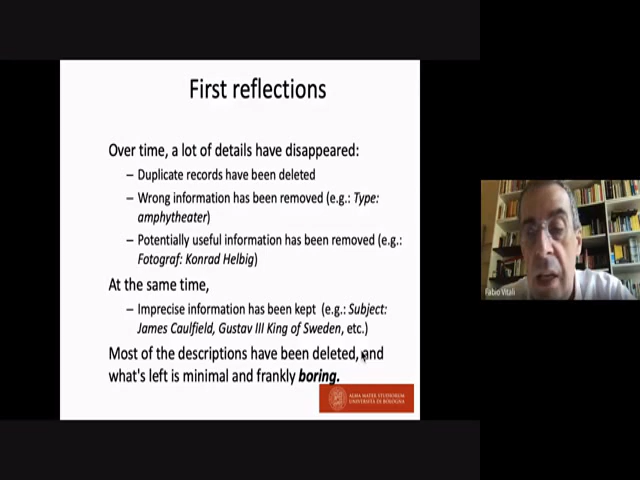 First reflections
Over time, a lot of details have disappeared:
– Duplicate records have been deleted
– Wrong information has been removed (e.g.: Type:
amphytheater)
– Potentially useful information has been removed (e.g.:
Fotograf: Konrad Helbig)
At the same time,
– Imprecise information has been kept (e.g.: Subject:
James Caulfield, Gustav III King of Sweden, etc.)
Most of the descriptions have been deleted, and
what's left is minimal and frankly boring.
ALMA MATER STUDIORUM
UNIVERSITÀ DI BOLOGNA
Fabio Vitali